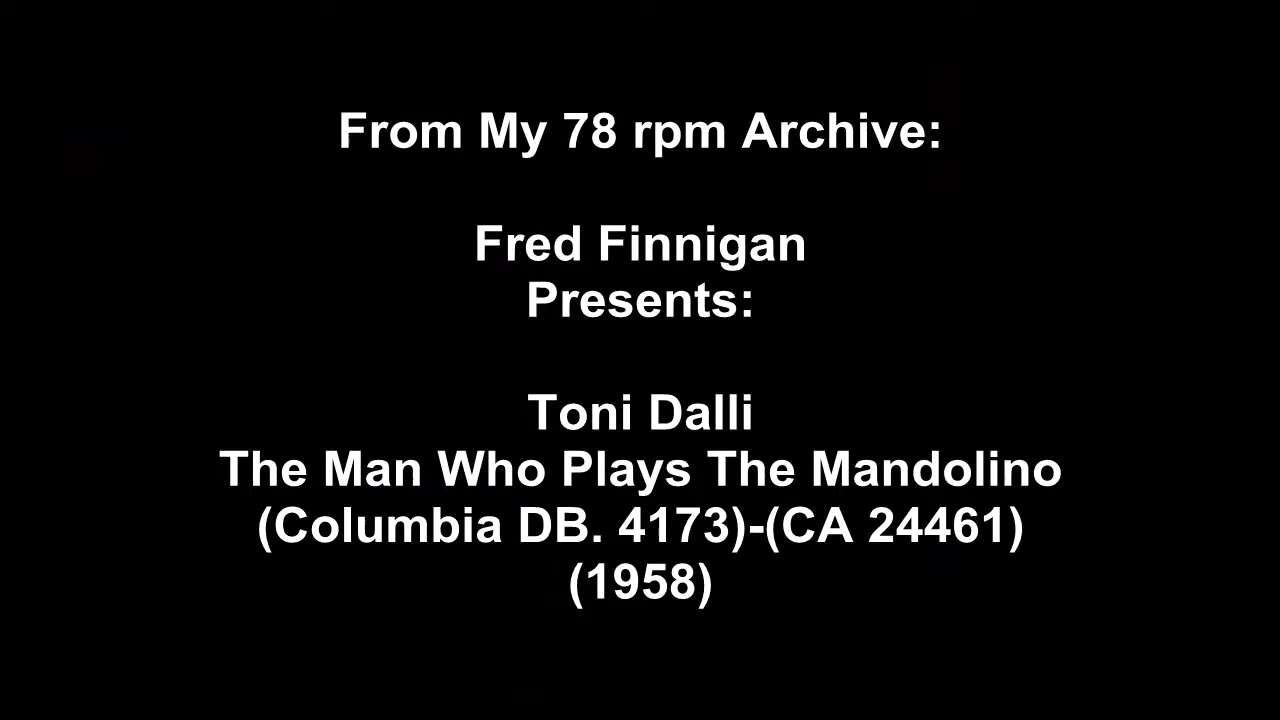 From My 78 rpm Archive:
Fred Finnigan
Presents:
Toni Dalli
The Man Who Plays The Mandolino
(Columbia DB. 4173)-(CA 24461)
(1958)